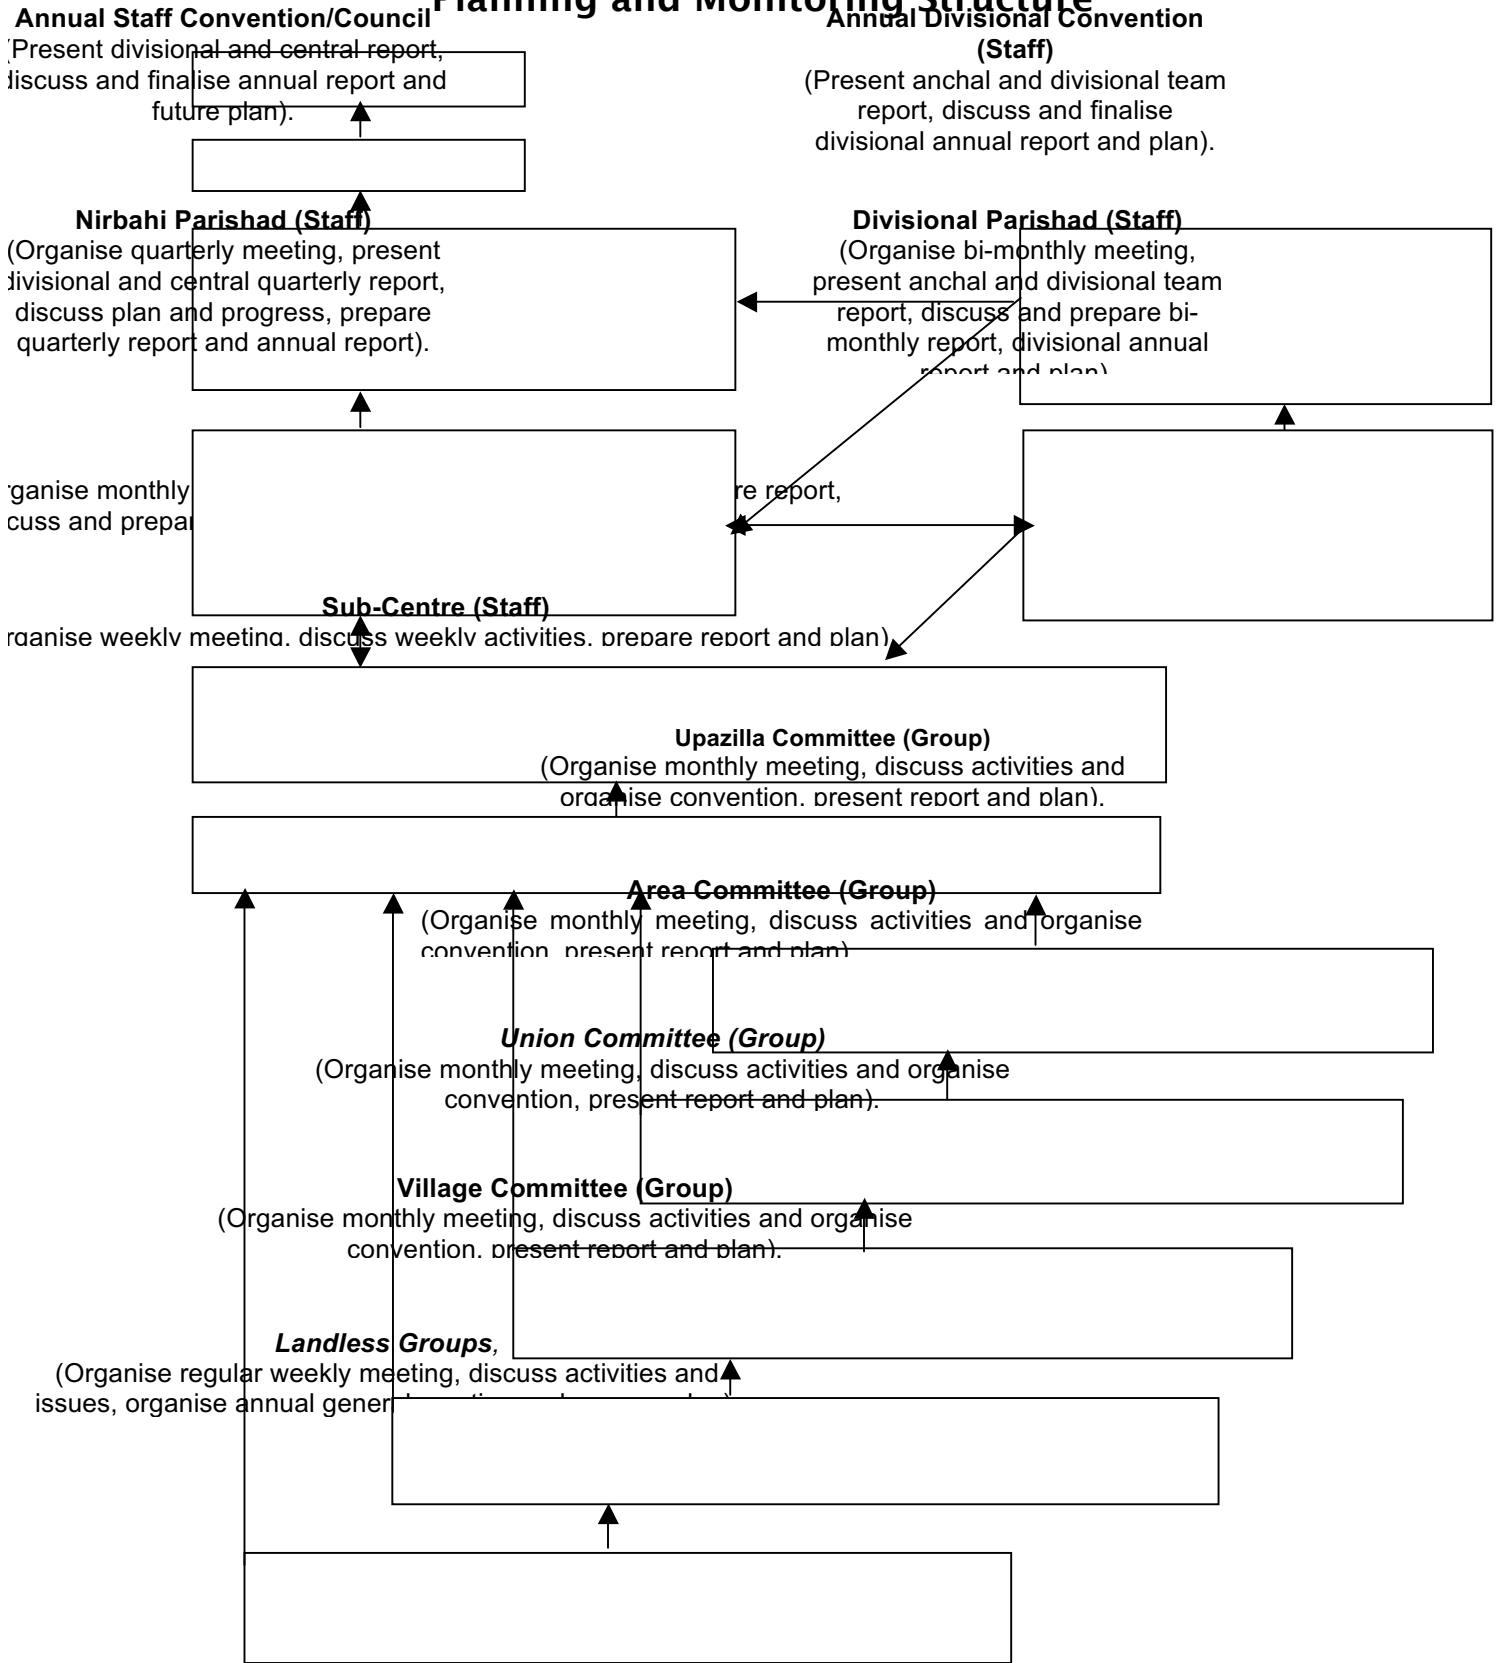 Planning and Monitoring Structure
Annual Staff Convention/Council
(Present divisional and central report,
discuss and finalise annual report and
future plan).
Annual Divisional Convention
(Staff)
(Present anchal and divisional team
report, discuss and finalise
divisional annual report and plan).
Nirbahi Parishad (Staff)
(Organise quarterly meeting, present
divisional and central quarterly report,
discuss plan and progress, prepare
quarterly report and annual report).
Divisional Parishad (Staff)
(Organise bi-monthly meeting,
present anchal and divisional team
report, discuss and prepare bi-
monthly report, divisional annual
report and plan)
rganise monthly re report,
cuss and prepar
Sub-Centre (Staff)
rganise weekly meeting, discuss weekly activities, prepare report and plan)
Upazilla Committee (Group)
(Organise monthly meeting, discuss activities and
organise convention, present report and plan).
Area Committee (Group)
(Organise monthly meeting, discuss activities and organise
convention, present report and plan)
Union Committee (Group)
(Organise monthly meeting, discuss activities and organise
convention, present report and plan).
Village Committee (Group)
(Organise monthly meeting, discuss activities and organise
convention, present report and plan).
Landless Groups,
(Organise regular weekly meeting, discuss activities and
issues, organise annual gener